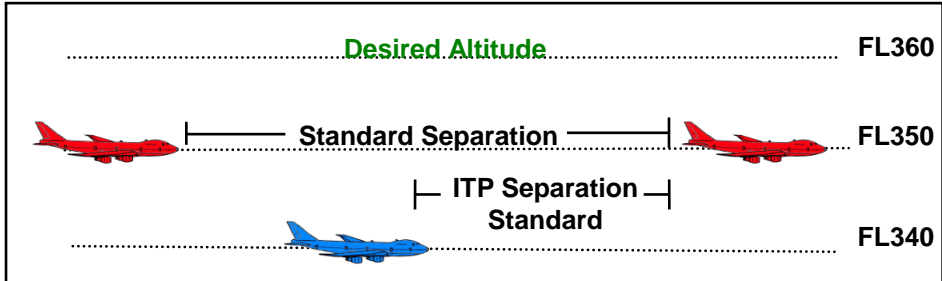 Desired Altitude FL360
Standard Separation FL350
ITP Separation
Standard
FL340